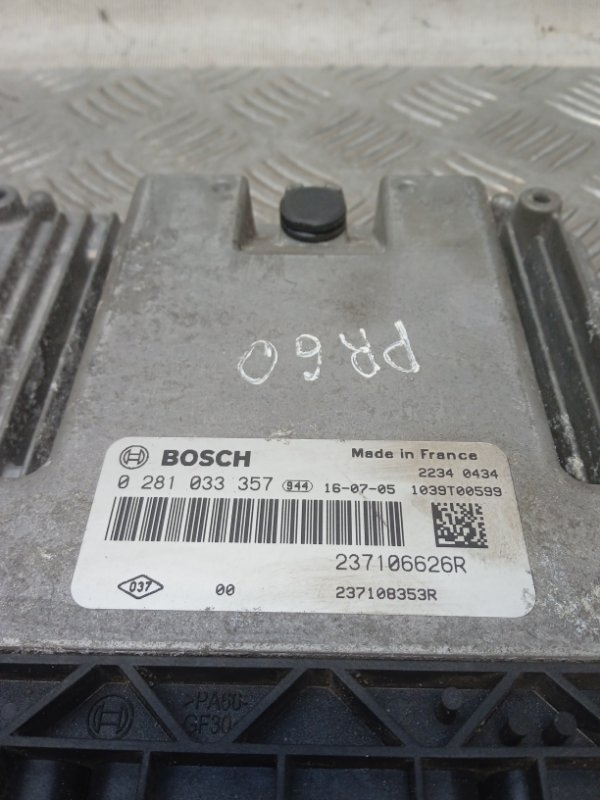 PR60
BOSCH
Made in France
2234 0434
0 281 033 357 944 16-07-05 1039T00599
237106626R
037 00 237108353R
>PA66-
GF30